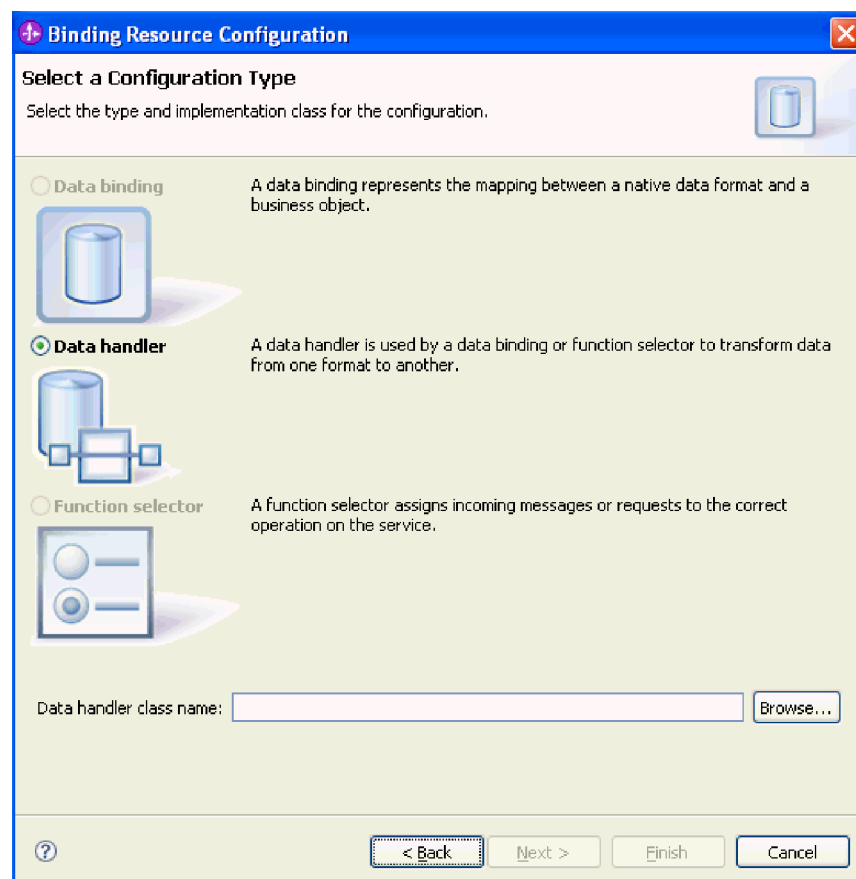 Binding Resource Configuration
Select a Configuration Type
Select the type and implementation class for the configuration.
Data binding
A data binding represents the mapping between a native data format and a
business object.
Data handler
A data handler is used by a data binding or function selector to transform data
from one format to another.
Function selector
A function selector assigns incoming messages or requests to the correct
operation on the service.
Data handler class name:
Browse...
< Back
Next >
Finish
Cancel